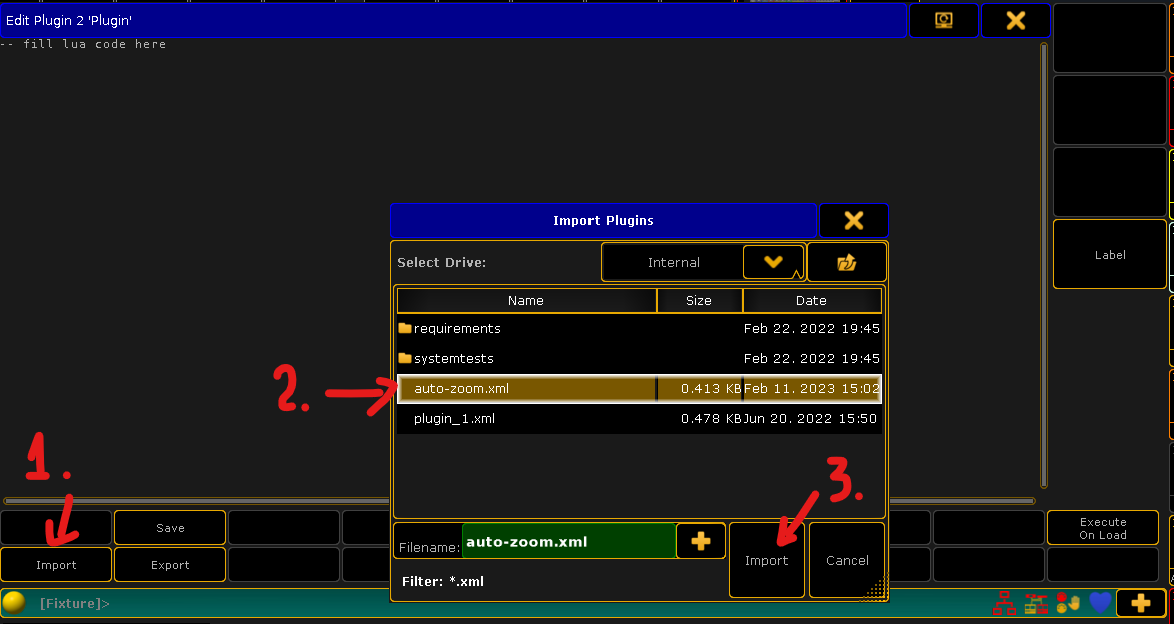 Edit Plugin 2 'Plugin'
-- fill lua code here
Import Plugins
Select Drive:
Internal
Name Size Date
requirements Feb 22. 2022 19:45
systemtests Feb 22. 2022 19:45
2.
auto-zoom.xml 0.413 KB Feb 11. 2023 15:02
plugin_1.xml 0.478 KB Jun 20. 2022 15:50
Label
1.
3.
Save
Execute
On Load
Filename: auto-zoom.xml
Import
Cancel
Import
Export
Filter: *.xml
[Fixture]>